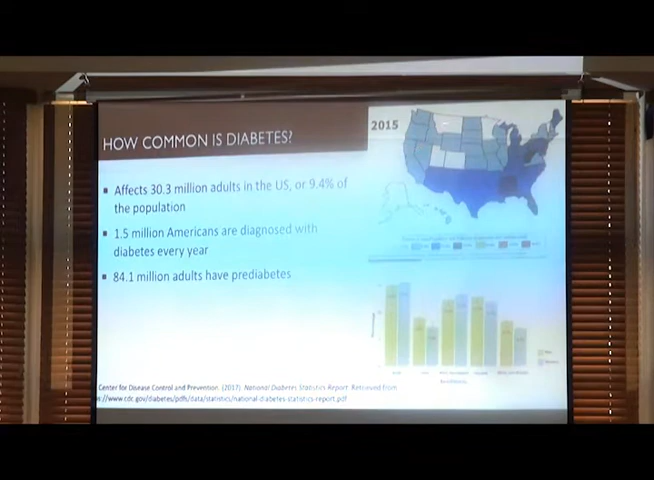 HOW COMMON IS DIABETES?
2015
Affects 30.3 million adults in the US, or 9.4% of
the population
1.5 million Americans are diagnosed with
diabetes every year
84.1 million adults have prediabetes
Center for Disease Control and Prevention. (2017) National Diabetes Statistics Report. Retrieved from
s://www.cdc.gov/diabetes/pdfs/data/statistics/national-diabetes-statistics-report.pdf